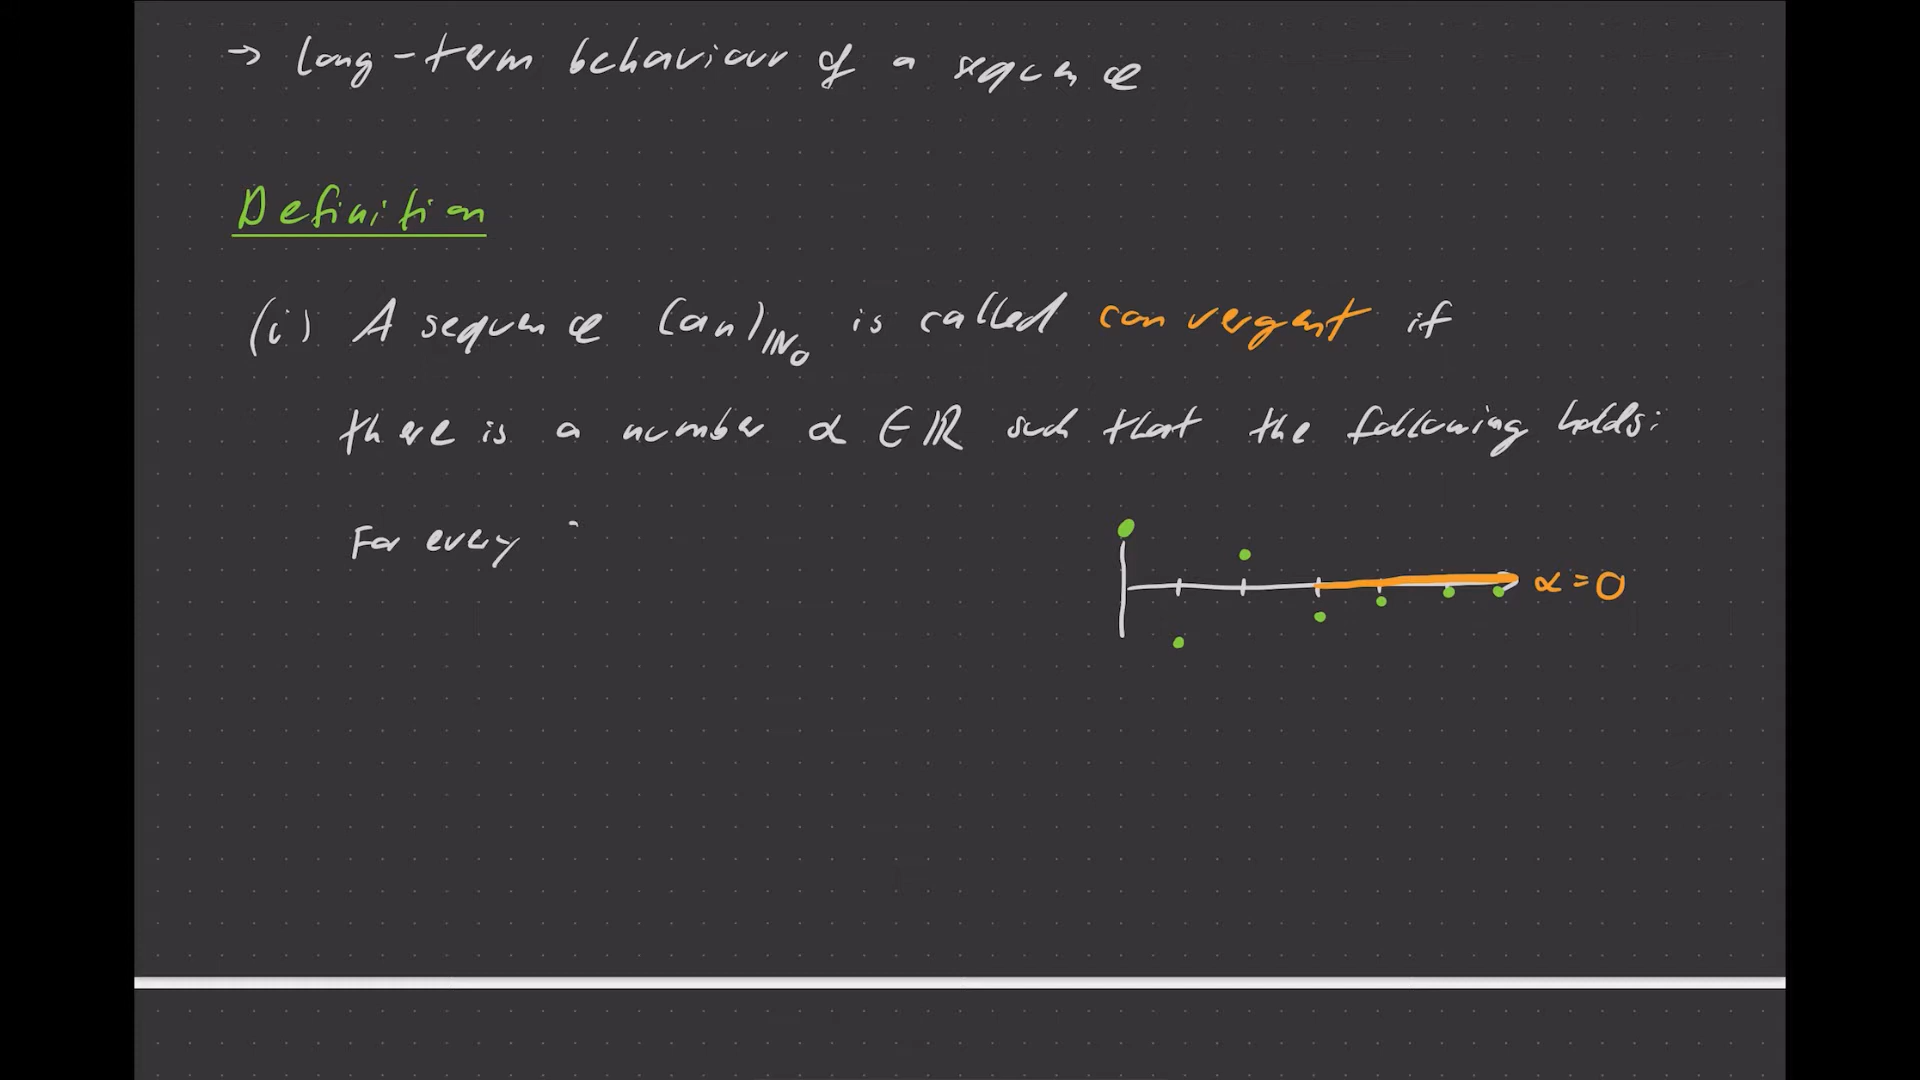 → long-term behaviour of a sequence
Definition
(i) A sequence (an)ℕ₀ is called convergent if
there is a number α ∈ ℝ such that the following holds:
For every
α = 0